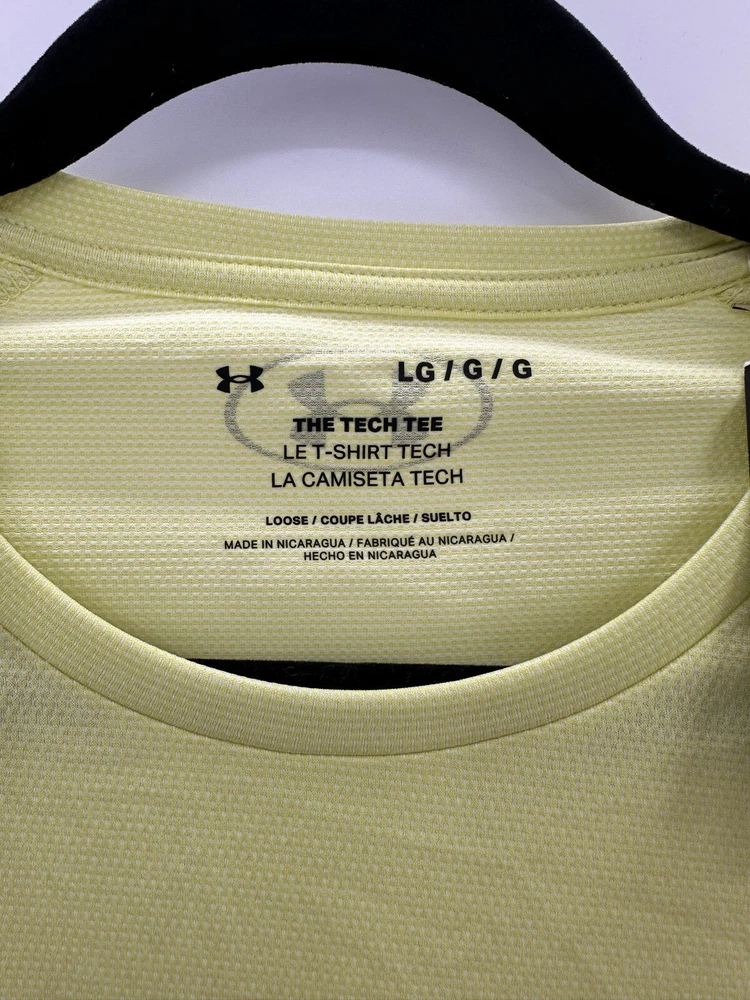 LG / G / G
THE TECH TEE
LE T-SHIRT TECH
LA CAMISETA TECH
LOOSE / COUPE LÂCHE / SUELTO
MADE IN NICARAGUA / FABRIQUÉ AU NICARAGUA /
HECHO EN NICARAGUA